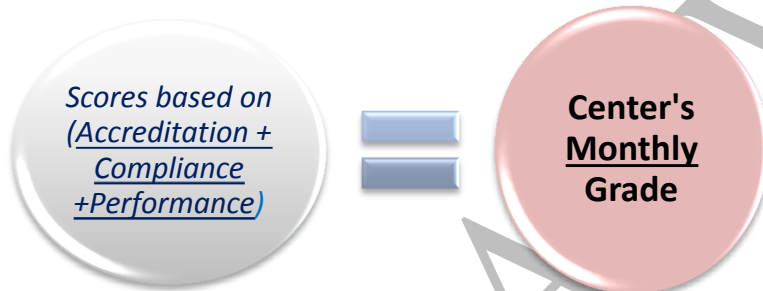 Scores based on
(Accreditation +
Compliance
+Performance)
Center's
Monthly
Grade